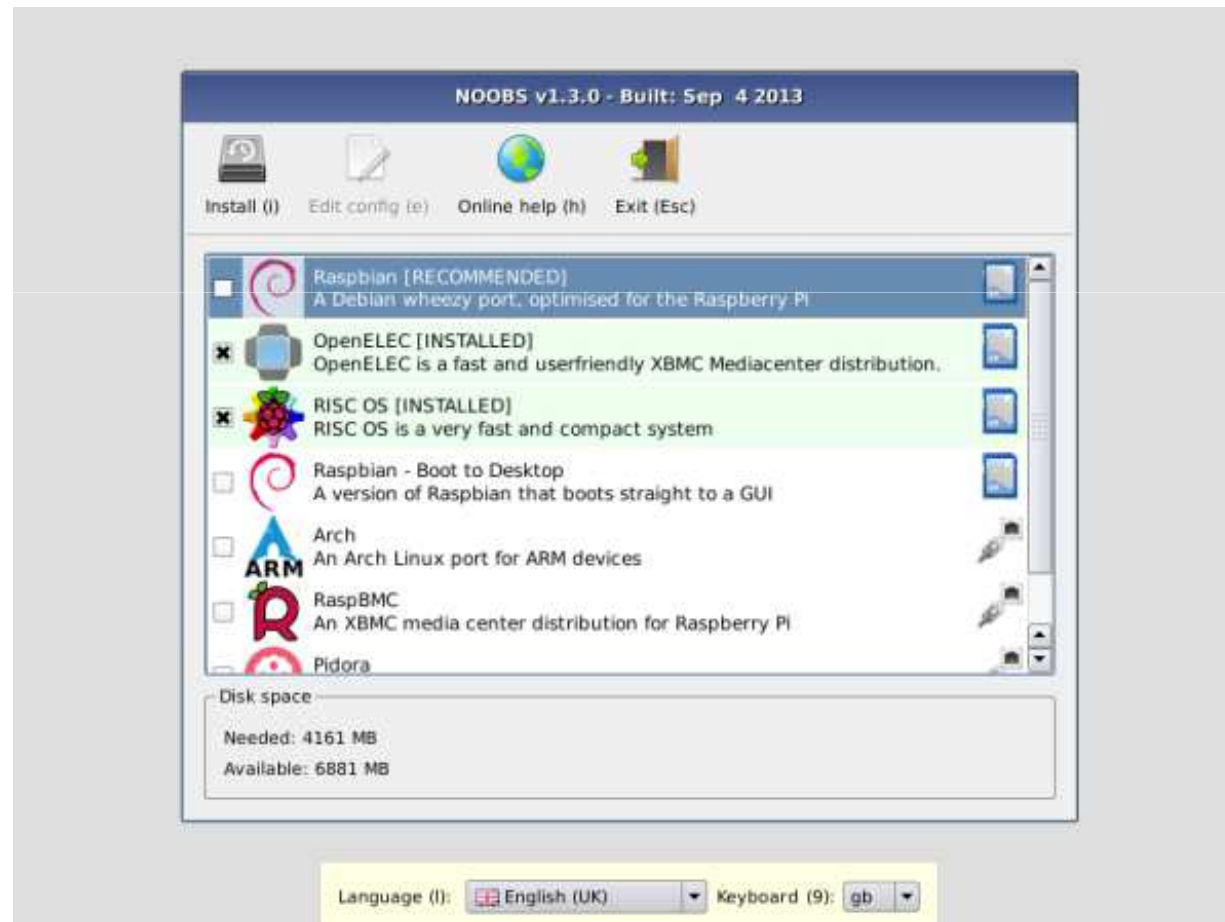 NOOBS v1.3.0 - Built: Sep 4 2013
Install (i) Edit config (e) Online help (h) Exit (Esc)
Raspbian [RECOMMENDED]
A Debian wheezy port, optimised for the Raspberry Pi
OpenELEC [INSTALLED]
OpenELEC is a fast and userfriendly XBMC Mediacenter distribution.
RISC OS [INSTALLED]
RISC OS is a very fast and compact system
Raspbian - Boot to Desktop
A version of Raspbian that boots straight to a GUI
Arch
An Arch Linux port for ARM devices
ARM
RaspBMC
An XBMC media center distribution for Raspberry Pi
Pidora
Disk space
Needed: 4161 MB
Available: 6881 MB
Language (l): English (UK) Keyboard (9): gb